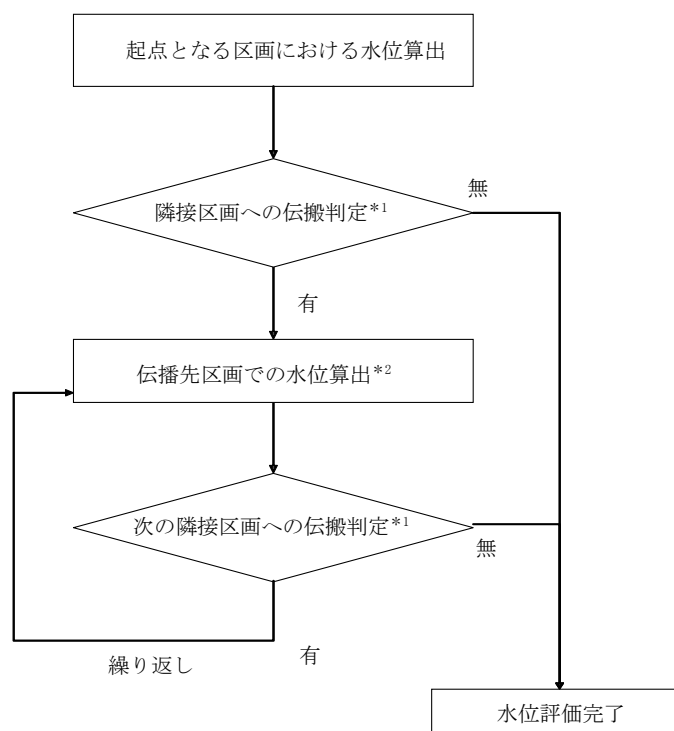 起点となる区画における水位算出
隣接区画への伝搬判定*1
無
有
伝播先区画での水位算出*2
次の隣接区画への伝搬判定*1
無
有
繰り返し
水位評価完了